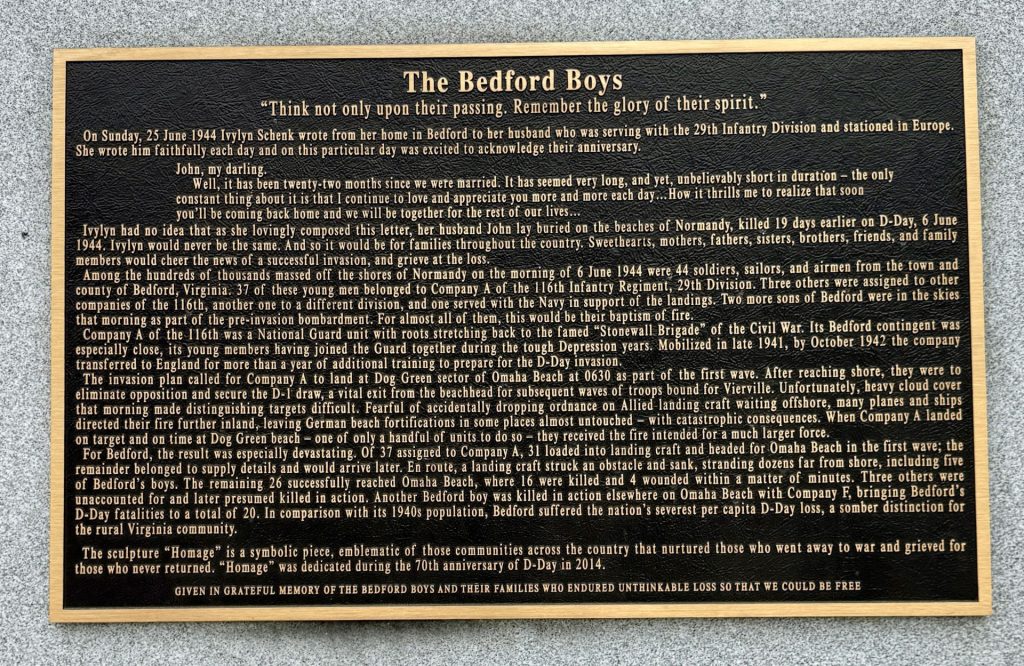 The Bedford Boys
“Think not only upon their passing. Remember the glory of their spirit.”
On Sunday, 25 June 1944 Ivylyn Schenk wrote from her home in Bedford to her husband who was serving with the 29th Infantry Division and stationed in Europe.
She wrote him faithfully each day and on this particular day was excited to acknowledge their anniversary.
John, my darling.
Well, it has been twenty-two months since we were married. It has seemed very long, and yet, unbelievably short in duration – the only
constant thing about it is that I continue to love and appreciate you more and more each day…How it thrills me to realize that soon
you’ll be coming back home and we will be together for the rest of our lives…
Ivylyn had no idea that as she lovingly composed this letter, her husband John lay buried on the beaches of Normandy, killed 19 days earlier on D-Day, 6 June
1944. Ivylyn would never be the same. And so it would be for families throughout the country. Sweethearts, mothers, fathers, sisters, brothers, friends, and family
members would cheer the news of a successful invasion, and grieve at the loss.
Among the hundreds of thousands massed off the shores of Normandy on the morning of 6 June 1944 were 44 soldiers, sailors, and airmen from the town and
county of Bedford, Virginia. 37 of these young men belonged to Company A of the 116th Infantry Regiment, 29th Division. Three others were assigned to other
companies of the 116th, another one to a different division, and one served with the Navy in support of the landings. Two more sons of Bedford were in the skies
that morning as part of the pre-invasion bombardment. For almost all of them, this would be their baptism of fire.
Company A of the 116th was a National Guard unit with roots stretching back to the famed “Stonewall Brigade” of the Civil War. Its Bedford contingent was
especially close, its young members having joined the Guard together during the tough Depression years. Mobilized in late 1941, by October 1942 the company
transferred to England for more than a year of additional training to prepare for the D-Day invasion.
The invasion plan called for Company A to land at Dog Green sector of Omaha Beach at 0630 as part of the first wave. After reaching shore, they were to
eliminate opposition and secure the D-1 draw, a vital exit from the beachhead for subsequent waves of troops bound for Vierville. Unfortunately, heavy cloud cover
that morning made distinguishing targets difficult. Fearful of accidentally dropping ordnance on Allied landing craft waiting offshore, many planes and ships
directed their fire further inland, leaving German beach fortifications in some places almost untouched – with catastrophic consequences. When Company A landed
on target and on time at Dog Green beach – one of only a handful of units to do so – they received the fire intended for a much larger force.
For Bedford, the result was especially devastating. Of 37 assigned to Company A, 31 loaded into landing craft and headed for Omaha Beach in the first wave; the
remainder belonged to supply details and would arrive later. En route, a landing craft struck an obstacle and sank, stranding dozens far from shore, including five
of Bedford’s boys. The remaining 26 successfully reached Omaha Beach, where 16 were killed and 4 wounded within a matter of minutes. Three others were
unaccounted for and later presumed killed in action. Another Bedford boy was killed in action elsewhere on Omaha Beach with Company F, bringing Bedford’s
D-Day fatalities to a total of 20. In comparison with its 1940s population, Bedford suffered the nation’s severest per capita D-Day loss, a somber distinction for
the rural Virginia community.
The sculpture “Homage” is a symbolic piece, emblematic of those communities across the country that nurtured those who went away to war and grieved for
those who never returned. “Homage” was dedicated during the 70th anniversary of D-Day in 2014.
GIVEN IN GRATEFUL MEMORY OF THE BEDFORD BOYS AND THEIR FAMILIES WHO ENDURED UNTHINKABLE LOSS SO THAT WE COULD BE FREE